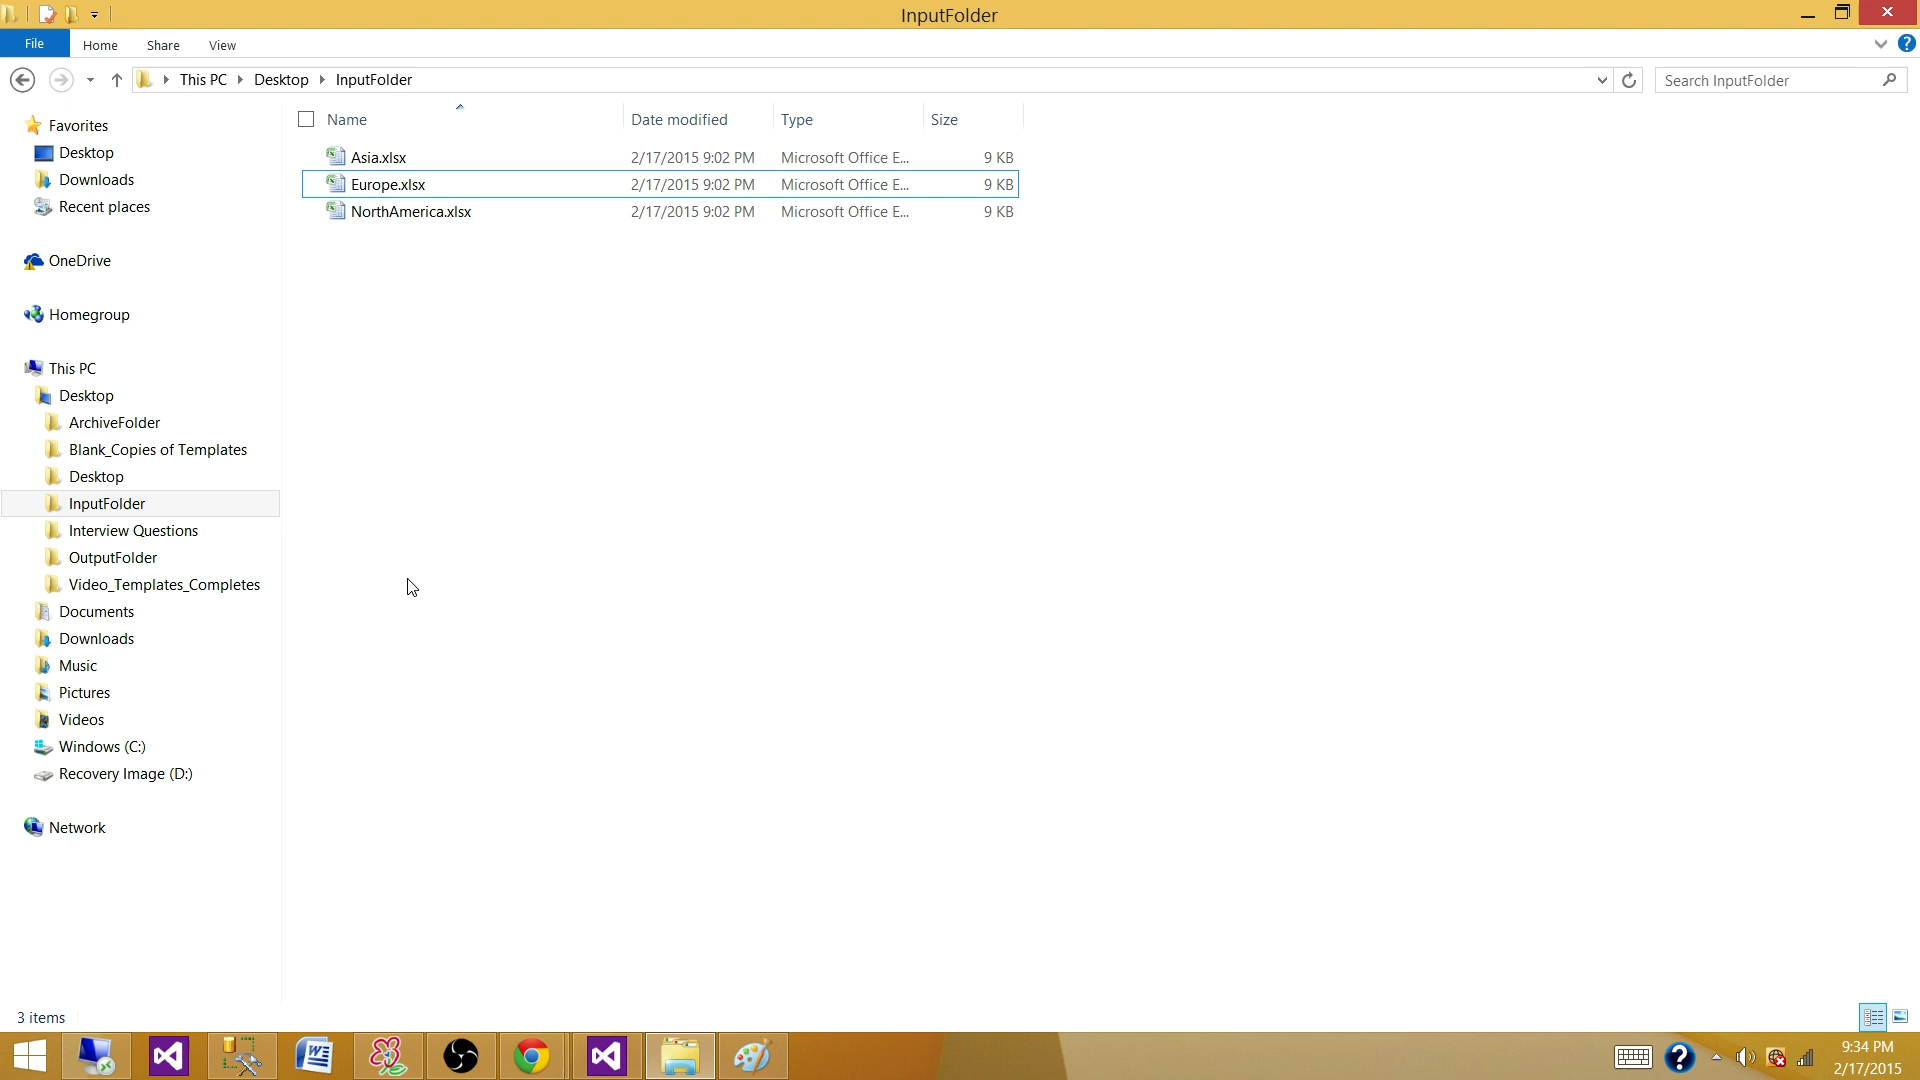 InputFolder
File Home Share View
This PC Desktop InputFolder
Search InputFolder
Name Date modified Type Size
Asia.xlsx 2/17/2015 9:02 PM Microsoft Office E... 9 KB
Europe.xlsx 2/17/2015 9:02 PM Microsoft Office E... 9 KB
NorthAmerica.xlsx 2/17/2015 9:02 PM Microsoft Office E... 9 KB
Favorites
Desktop
Downloads
Recent places
OneDrive
Homegroup
This PC
Desktop
ArchiveFolder
Blank_Copies of Templates
Desktop
InputFolder
Interview Questions
OutputFolder
Video_Templates_Completes
Documents
Downloads
Music
Pictures
Videos
Windows (C:)
Recovery Image (D:)
Network
3 items
9:34 PM
2/17/2015